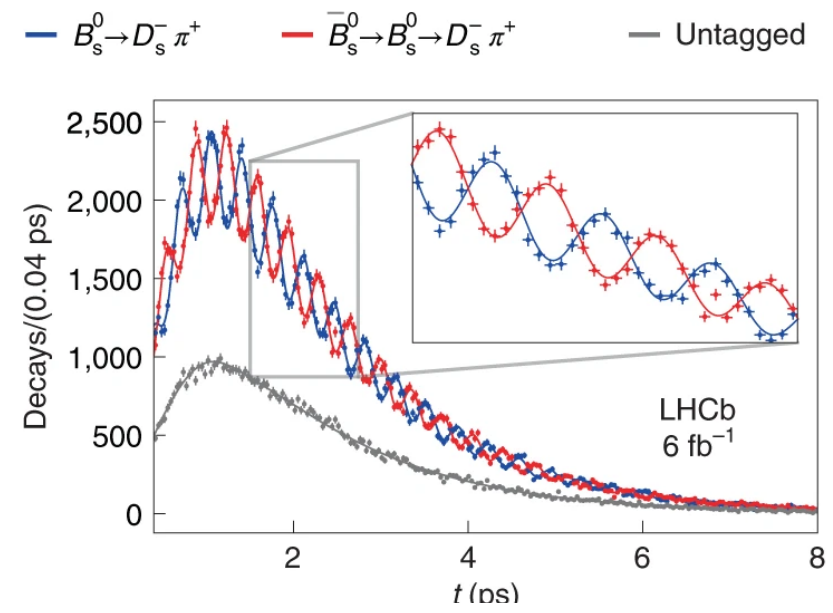 B⁰ₛ→D⁻ₛ π⁺ B̅⁰ₛ→B⁰ₛ→D⁻ₛ π⁺ Untagged
Decays/(0.04 ps)
2,500
2,000
1,500
1,000
500
0
LHCb
6 fb⁻¹
2 4 6 8
t (ps)